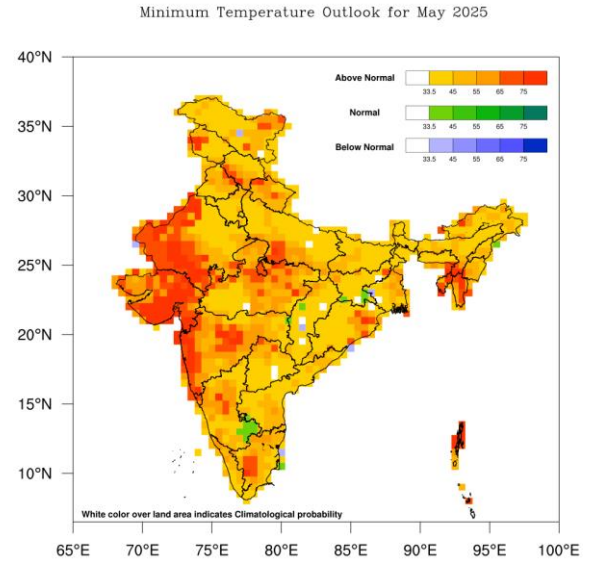 Minimum Temperature Outlook for May 2025
40°N
35°N
30°N
25°N
20°N
15°N
10°N
Above Normal
33.5 45 55 65 75
Normal
33.5 45 55 65 75
Below Normal
33.5 45 55 65 75
White color over land area indicates Climatological probability
65°E 70°E 75°E 80°E 85°E 90°E 95°E 100°E